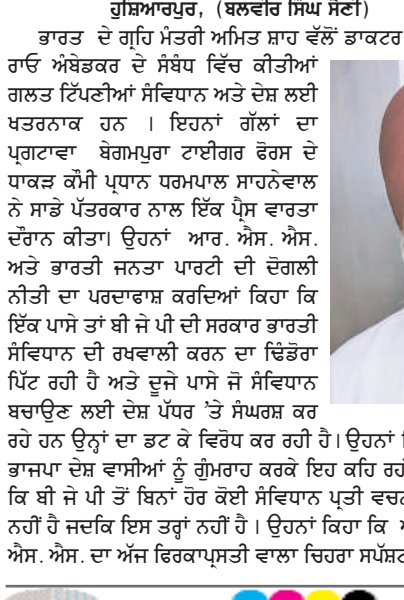 ਹੁਸ਼ਿਆਰਪੁਰ, (ਬਲਵੀਰ ਸਿੰਘ ਸੈਣੀ)
ਭਾਰਤ ਦੇ ਗ੍ਰਹਿ ਮੰਤਰੀ ਅਮਿਤ ਸ਼ਾਹ ਵੱਲੋਂ ਡਾਕਟਰ
ਰਾਓ ਅੰਬੇਡਕਰ ਦੇ ਸੰਬੰਧ ਵਿੱਚ ਕੀਤੀਆਂ
ਗਲਤ ਟਿੱਪਣੀਆਂ ਸੰਵਿਧਾਨ ਅਤੇ ਦੇਸ਼ ਲਈ
ਖਤਰਨਾਕ ਹਨ । ਇਹਨਾਂ ਗੱਲਾਂ ਦਾ
ਪ੍ਰਗਟਾਵਾ ਬੇਗਮਪੁਰਾ ਟਾਈਗਰ ਫੋਰਸ ਦੇ
ਧਾਕੜ ਕੌਮੀ ਪ੍ਰਧਾਨ ਧਰਮਪਾਲ ਸਾਹਨੇਵਾਲ
ਨੇ ਸਾਡੇ ਪੱਤਰਕਾਰ ਨਾਲ ਇੱਕ ਪ੍ਰੈਸ ਵਾਰਤਾ
ਦੌਰਾਨ ਕੀਤਾ। ਉਹਨਾਂ ਆਰ. ਐਸ. ਐਸ.
ਅਤੇ ਭਾਰਤੀ ਜਨਤਾ ਪਾਰਟੀ ਦੀ ਦੋਗਲੀ
ਨੀਤੀ ਦਾ ਪਰਦਾਫਾਸ਼ ਕਰਦਿਆਂ ਕਿਹਾ ਕਿ
ਇੱਕ ਪਾਸੇ ਤਾਂ ਬੀ ਜੇ ਪੀ ਦੀ ਸਰਕਾਰ ਭਾਰਤੀ
ਸੰਵਿਧਾਨ ਦੀ ਰਖਵਾਲੀ ਕਰਨ ਦਾ ਢਿੰਡੋਰਾ
ਪਿੱਟ ਰਹੀ ਹੈ ਅਤੇ ਦੂਜੇ ਪਾਸੇ ਜੋ ਸੰਵਿਧਾਨ
ਬਚਾਉਣ ਲਈ ਦੇਸ਼ ਪੱਧਰ 'ਤੇ ਸੰਘਰਸ਼ ਕਰ
ਰਹੇ ਹਨ ਉਨ੍ਹਾਂ ਦਾ ਡਟ ਕੇ ਵਿਰੋਧ ਕਰ ਰਹੀ ਹੈ। ਉਹਨਾਂ
ਭਾਜਪਾ ਦੇਸ਼ ਵਾਸੀਆਂ ਨੂੰ ਗੁੰਮਰਾਹ ਕਰਕੇ ਇਹ ਕਹਿ
ਕਿ ਬੀ ਜੇ ਪੀ ਤੋਂ ਬਿਨਾਂ ਹੋਰ ਕੋਈ ਸੰਵਿਧਾਨ ਪ੍ਰਤੀ
ਨਹੀਂ ਹੈ ਜਦਕਿ ਇਸ ਤਰ੍ਹਾਂ ਨਹੀਂ ਹੈ । ਉਹਨਾਂ ਕਿਹਾ ਕਿ
ਐਸ. ਐਸ. ਦਾ ਅੱਜ ਫਿਰਕਾਪ੍ਰਸਤੀ ਵਾਲਾ ਚਿਹਰਾ